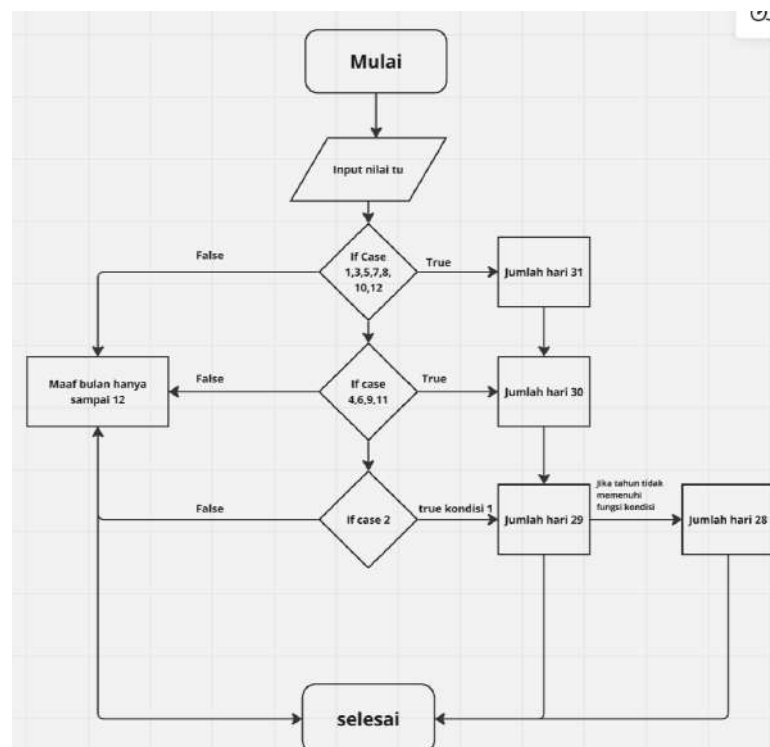 Mulai
Input nilai tu
If Case
1,3,5,7,8,
10,12
False
True
Jumlah hari 31
Maaf bulan hanya
sampai 12
False
If case
4,6,9,11
True
Jumlah hari 30
False
If case 2
true kondisi 1
Jumlah hari 29
Jika tahun tidak
memenuhi
fungsi kondisi
Jumlah hari 28
selesai